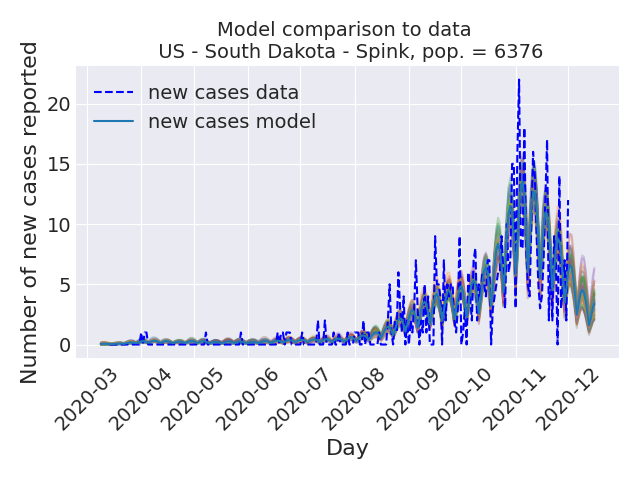 Model comparison to data
US - South Dakota - Spink, pop. = 6376
Number of new cases reported
20
15
10
5
0
new cases data
new cases model
2020-03
2020-04
2020-05
2020-06
2020-07
2020-08
2020-09
2020-10
2020-11
2020-12
Day